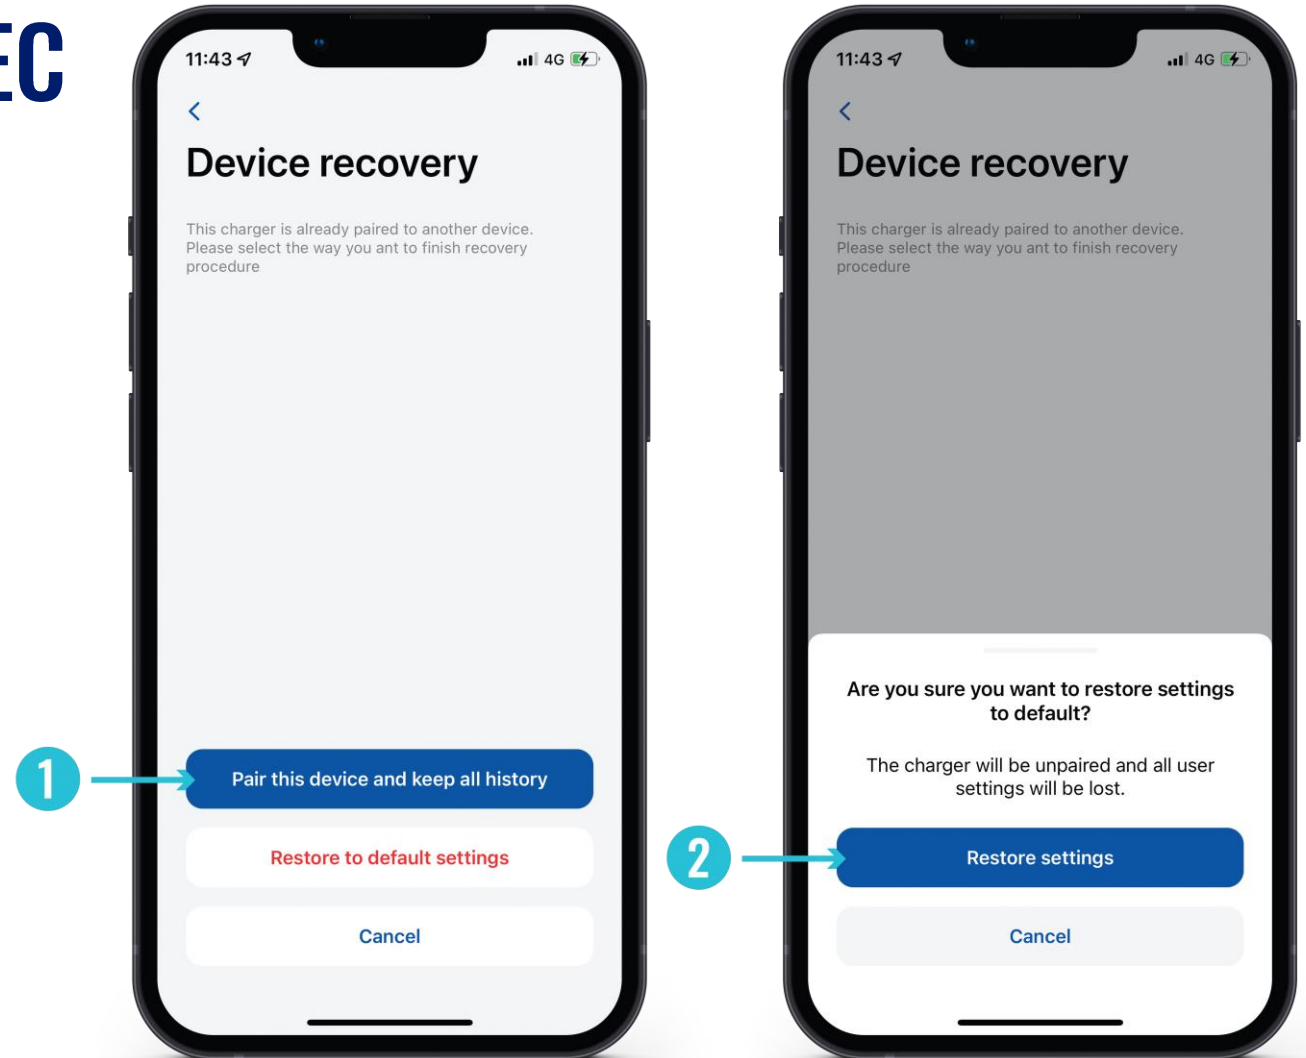 EC
11:43
4G
Device recovery
This charger is already paired to another device.
Please select the way you ant to finish recovery
procedure
1
Pair this device and keep all history
Restore to default settings
Cancel
11:43
4G
Device recovery
This charger is already paired to another device.
Please select the way you ant to finish recovery
procedure
Are you sure you want to restore settings
to default?
The charger will be unpaired and all user
settings will be lost.
2
Restore settings
Cancel